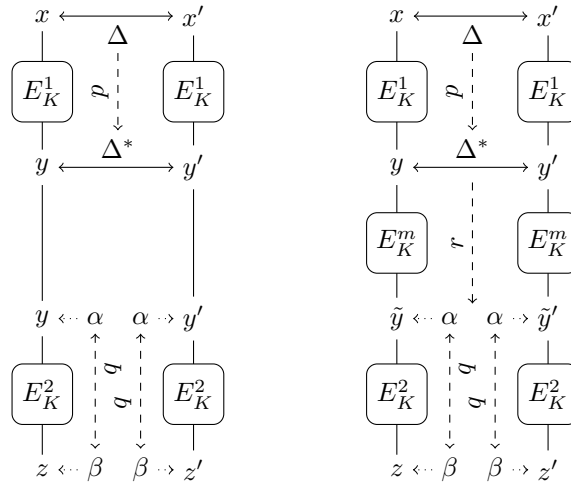 x x′ x x′
Δ Δ
E_K^1 p E_K^1 E_K^1 p E_K^1
Δ* Δ*
y y′ y y′
E_K^m r E_K^m
y α α y′ ỹ α α ỹ′
E_K^2 q q E_K^2 E_K^2 q q E_K^2
z β β z′ z β β z′